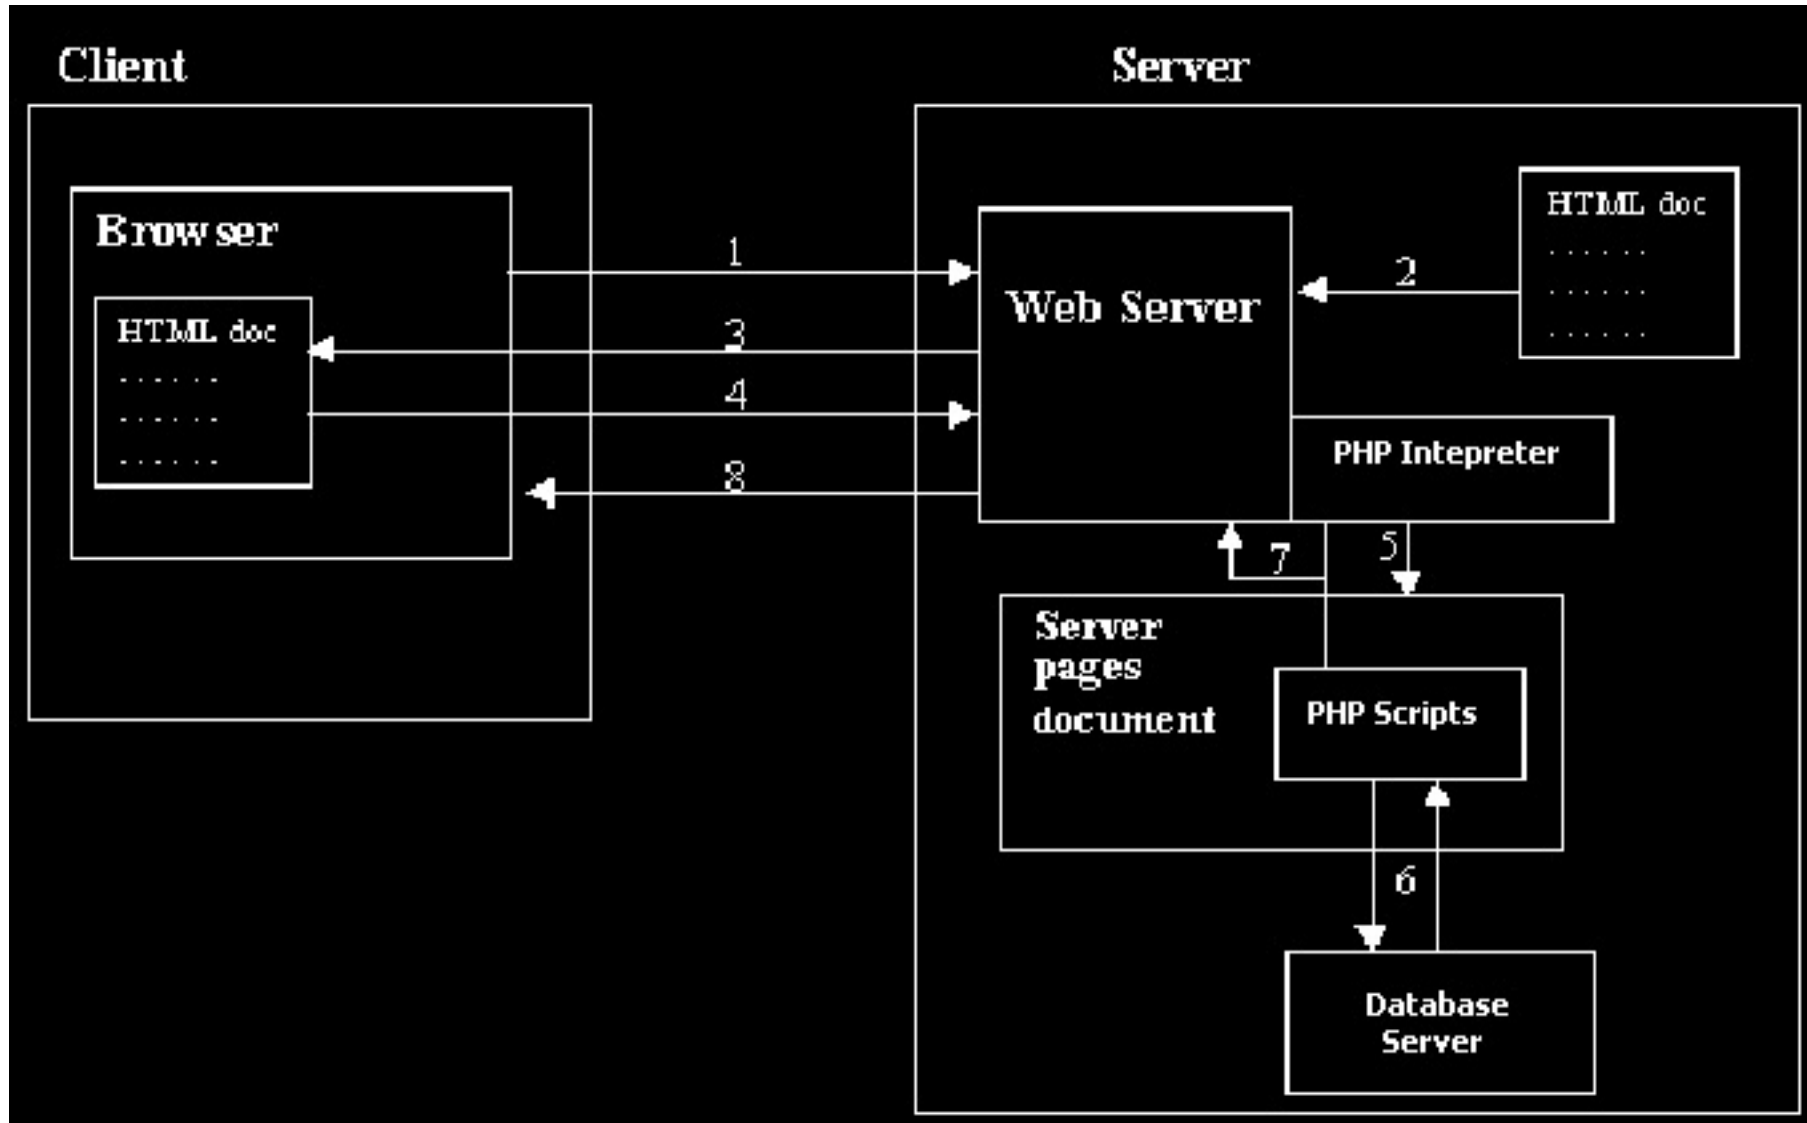 Client
Server
Browser
HTML doc
. . . . . .
. . . . . .
. . . . . .
1
3
4
8
Web Server
2
HTML doc
. . . . . .
. . . . . .
. . . . . .
PHP Intepreter
7
5
Server
pages
document
PHP Scripts
6
Database
Server